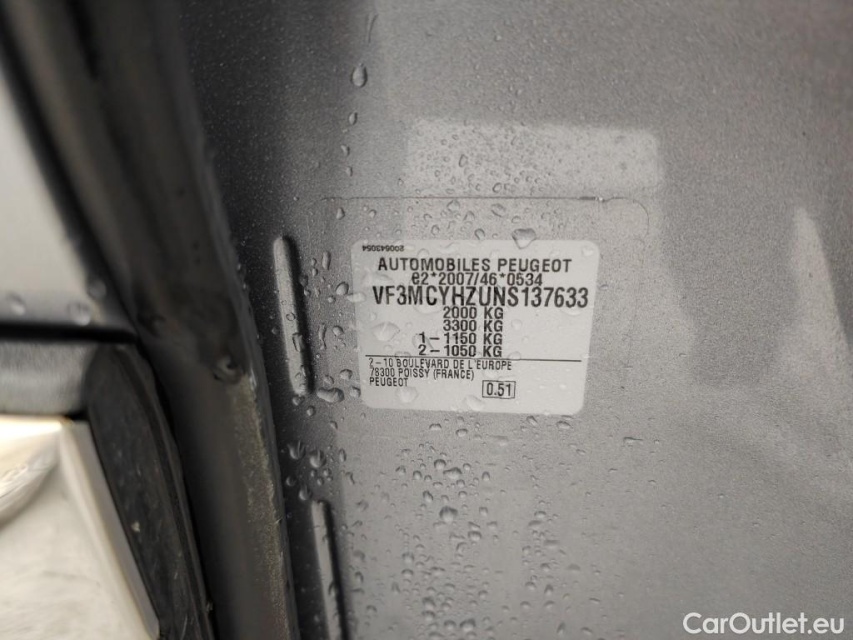 200643054
AUTOMOBILES PEUGEOT
e2*2007/46*0534
VF3MCYHZUNS137633
2000 KG
3300 KG
1-1150 KG
2-1050 KG
2-10 BOULEVARD DE L'EUROPE
78300 POISSY (FRANCE)
PEUGEOT
0.51
CarOutlet.eu